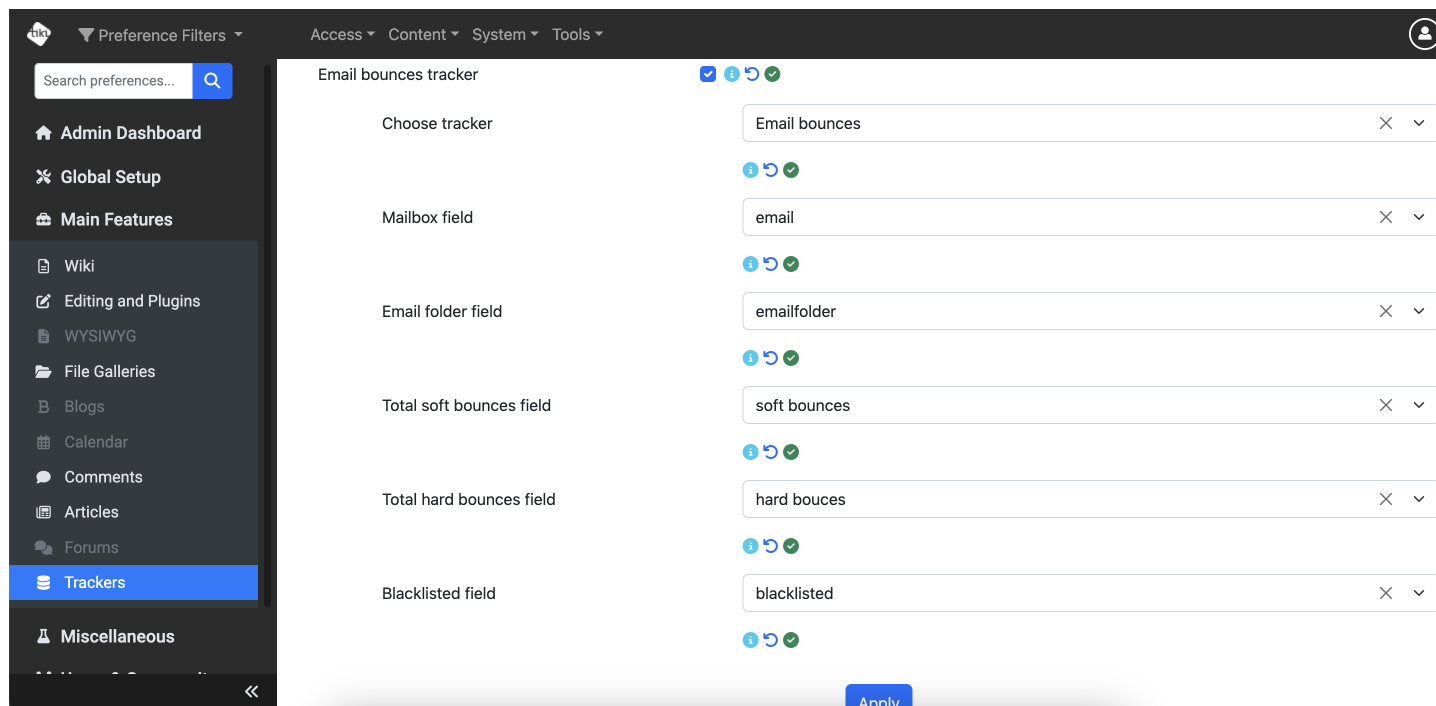 tiki
Preference Filters
Access
Content
System
Tools
Search preferences...
Admin Dashboard
Global Setup
Main Features
Wiki
Editing and Plugins
WYSIWYG
File Galleries
Blogs
Calendar
Comments
Articles
Forums
Trackers
Miscellaneous
Email bounces tracker
Choose tracker
Email bounces
Mailbox field
email
Email folder field
emailfolder
Total soft bounces field
soft bounces
Total hard bounces field
hard bouces
Blacklisted field
blacklisted
Apply